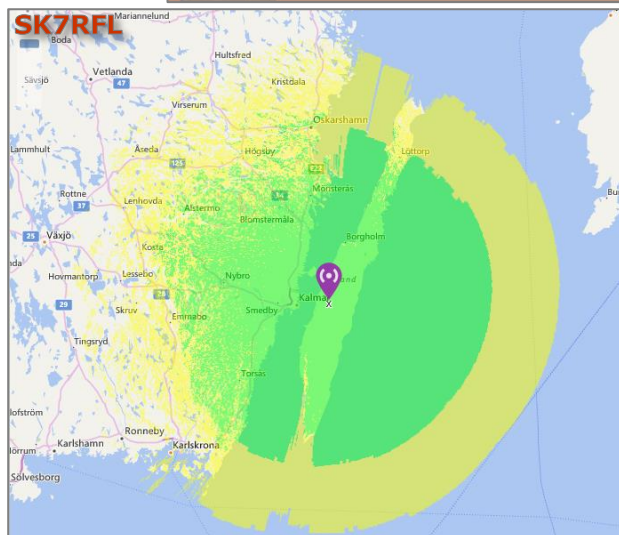 SK7RFL
Mariannelund
Boda
Hultsfred
Vetlanda
Sävsjö
47
Kristdala
Virserum
Oskarshamn
Lammhult
Åseda
Högsby
Löttorp
125
Mönsterås
Rottne
37
Lenhovda
Älstermo
34
Blomstermåla
25
Växjö
Kosta
Borgholm
Hovmantorp
Lessebo
Nybro
28
29
Skruv
Emmaboda
Smedby
Kalmar
X
Tingsryd
Torsås
Ronneby
Karlshamn
Karlskrona
Sölvesborg